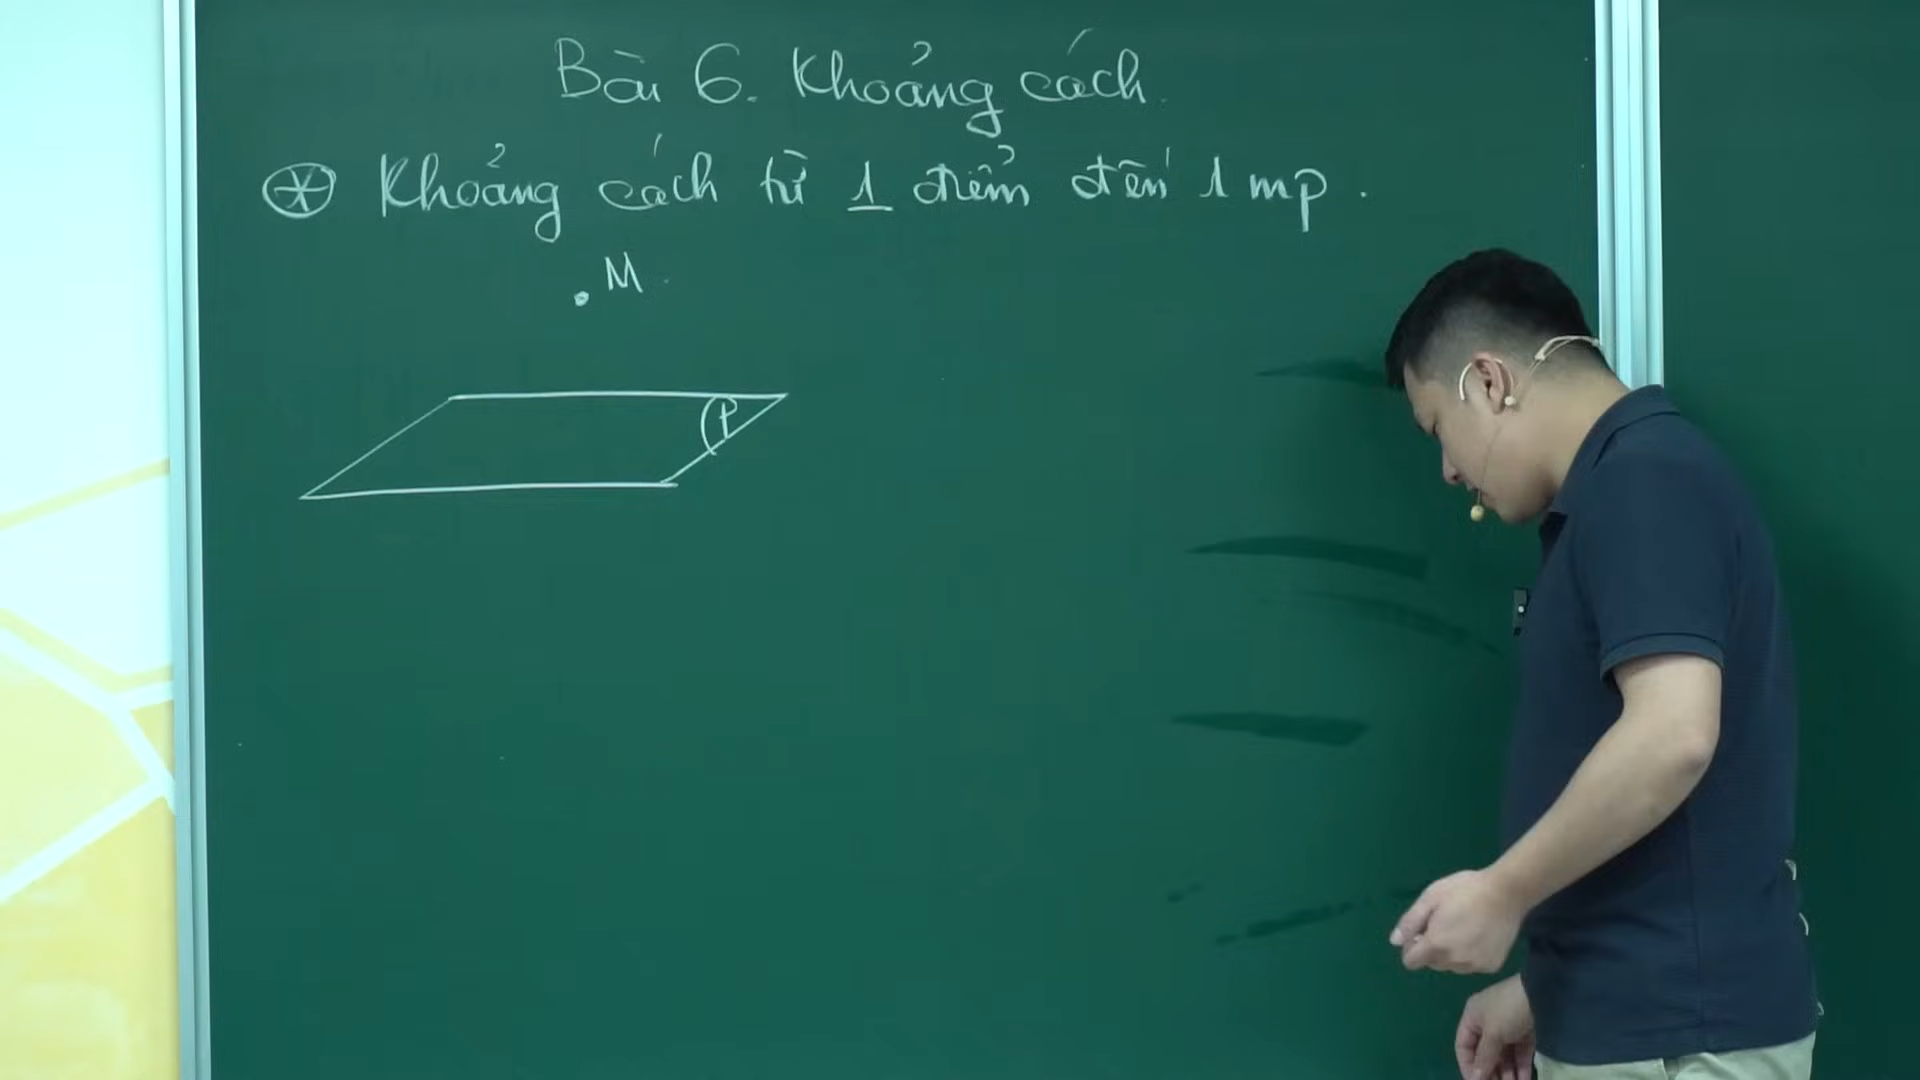 Bài 6. Khoảng cách.
⊛ Khoảng cách từ 1 điểm đến 1 mp.
M
(P